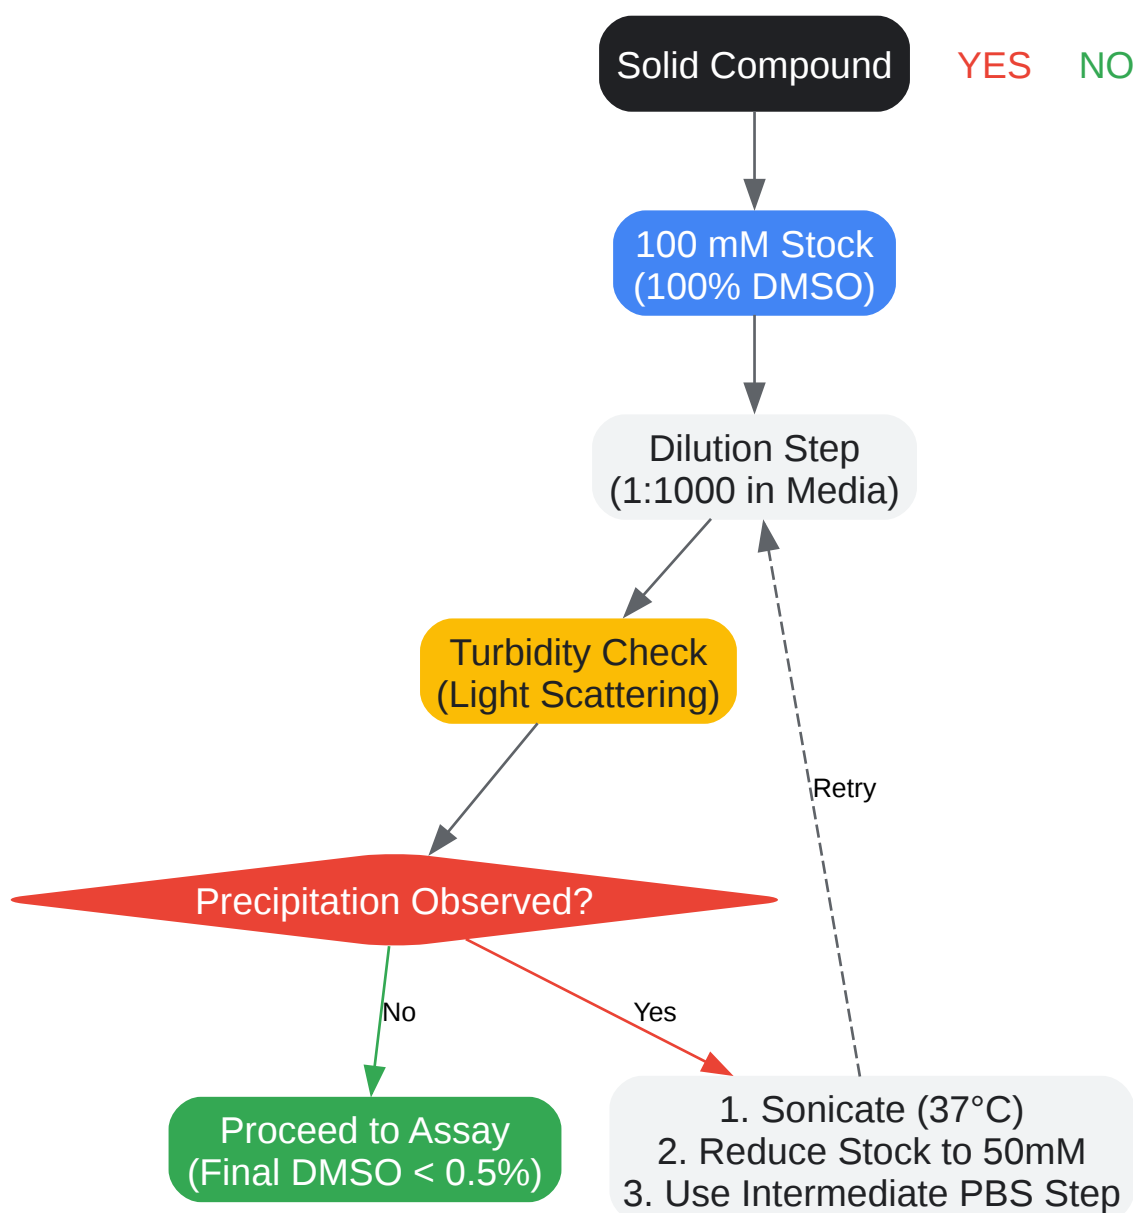 Solid Compound
YES
NO
100 mM Stock
(100% DMSO)
Dilution Step
(1:1000 in Media)
Turbidity Check
(Light Scattering)
Retry
Precipitation Observed?
No
Yes
Proceed to Assay
(Final DMSO < 0.5%)
1. Sonicate (37°C)
2. Reduce Stock to 50mM
3. Use Intermediate PBS Step